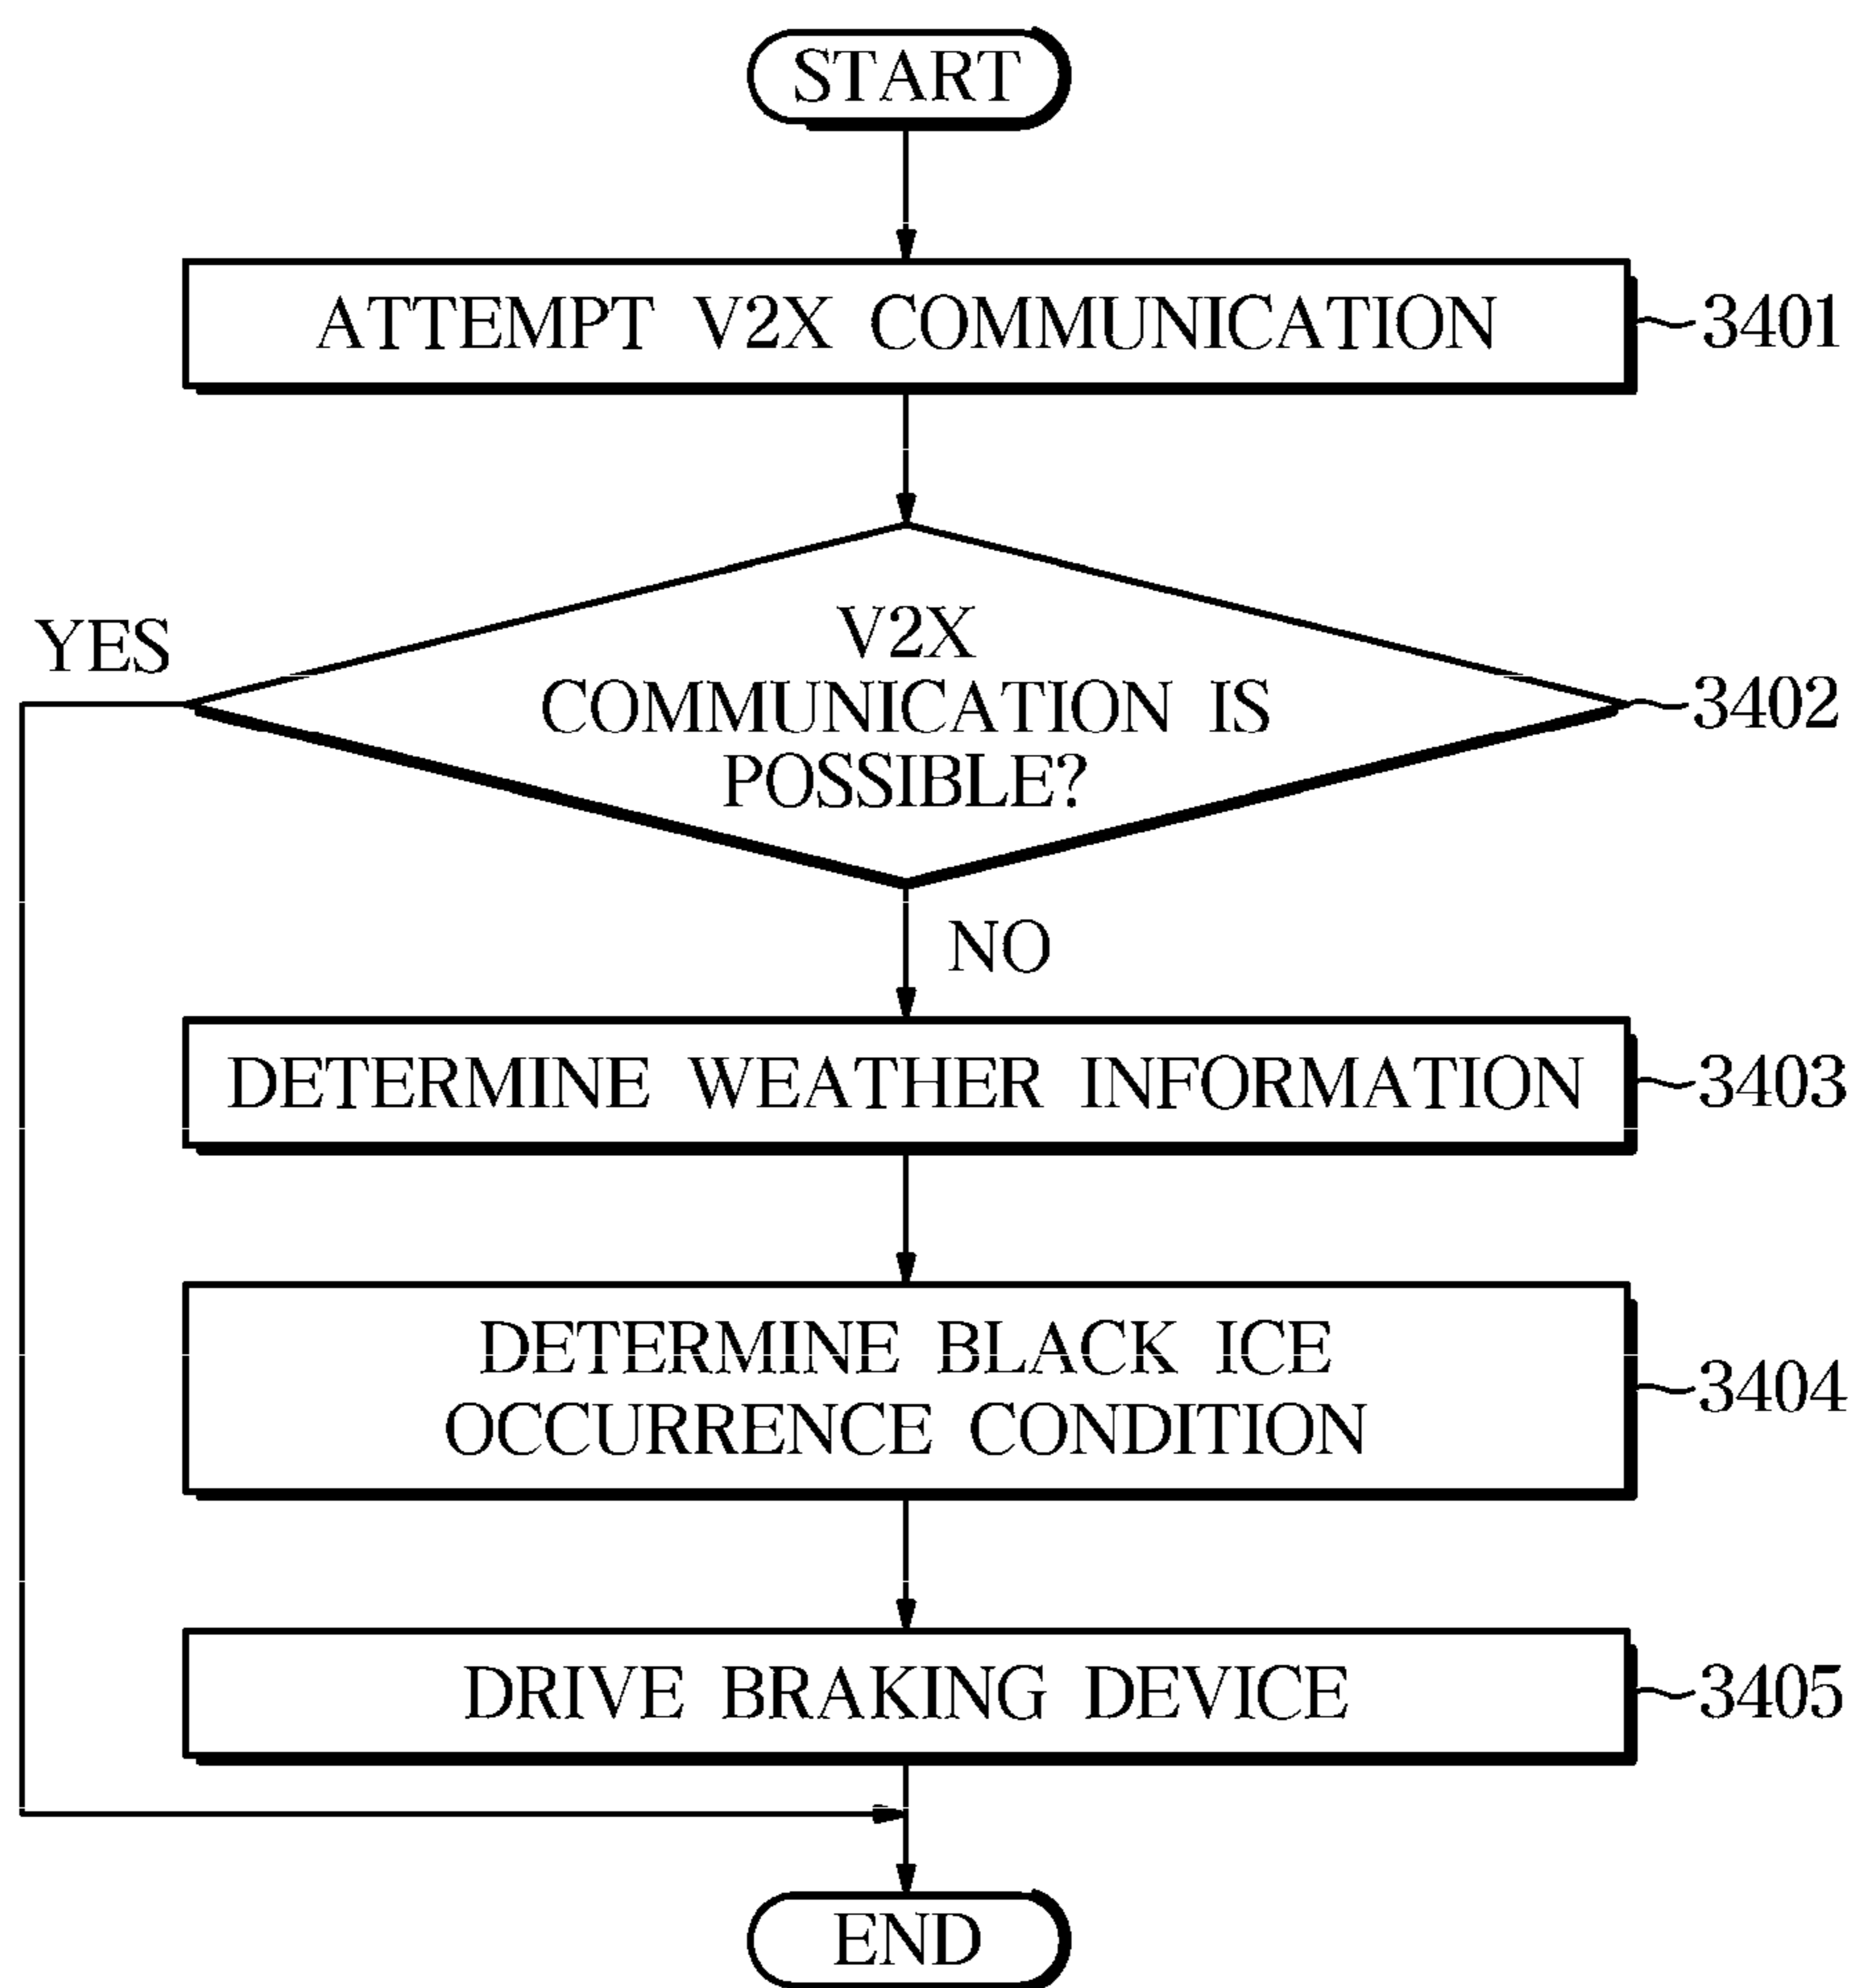 START
ATTEMPT V2X COMMUNICATION
3401
V2X
YES
COMMUNICATION IS
3402
POSSIBLE?
NO
DETERMINE WEATHER INFORMATION
3403
DETERMINE BLACK ICE
OCCURRENCE CONDITION
3404
DRIVE BRAKING DEVICE
3405
END